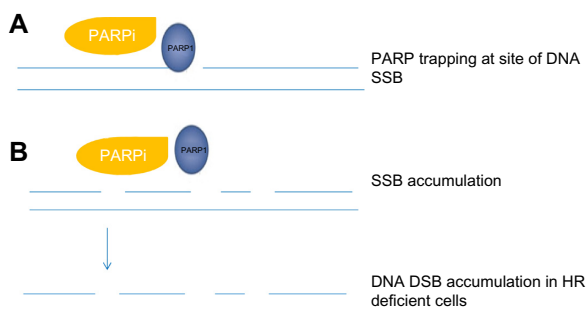 A
PARPi
PARP1
PARP trapping at site of DNA
SSB
B
PARPi
PARP1
SSB accumulation
DNA DSB accumulation in HR
deficient cells